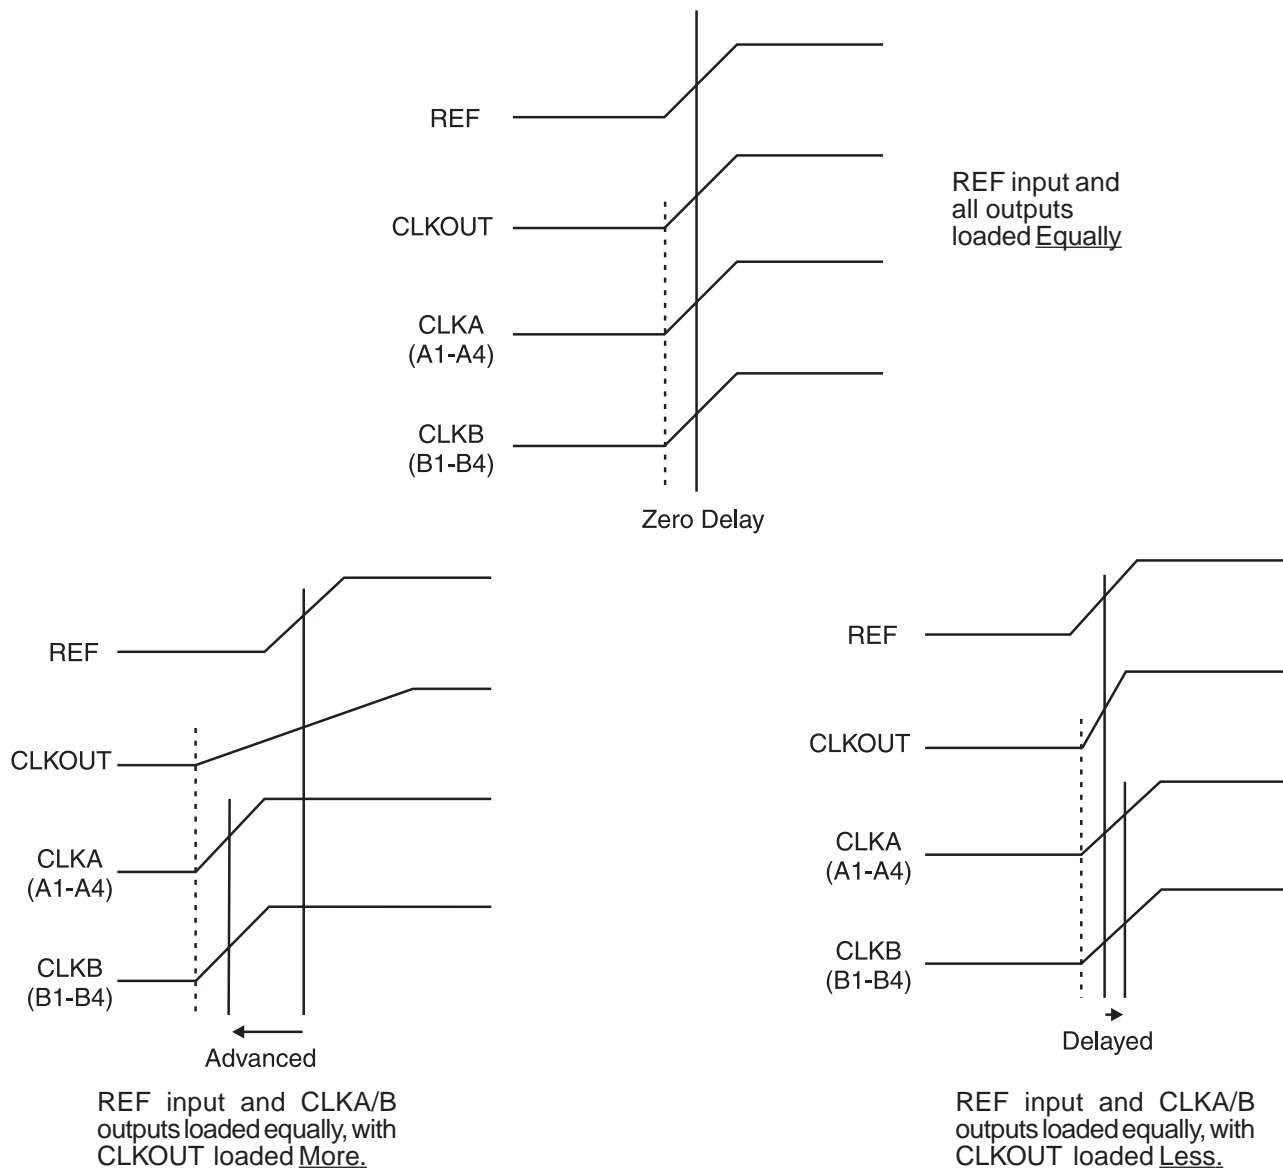 REF
CLKOUT
CLKA
(A1-A4)
CLKB
(B1-B4)
Zero Delay
REF input and
all outputs
loaded Equally
REF
CLKOUT
CLKA
(A1-A4)
CLKB
(B1-B4)
Advanced
REF input and CLKA/B
outputs loaded equally, with
CLKOUT loaded More.
REF
CLKOUT
CLKA
(A1-A4)
CLKB
(B1-B4)
Delayed
REF input and CLKA/B
outputs loaded equally, with
CLKOUT loaded Less.